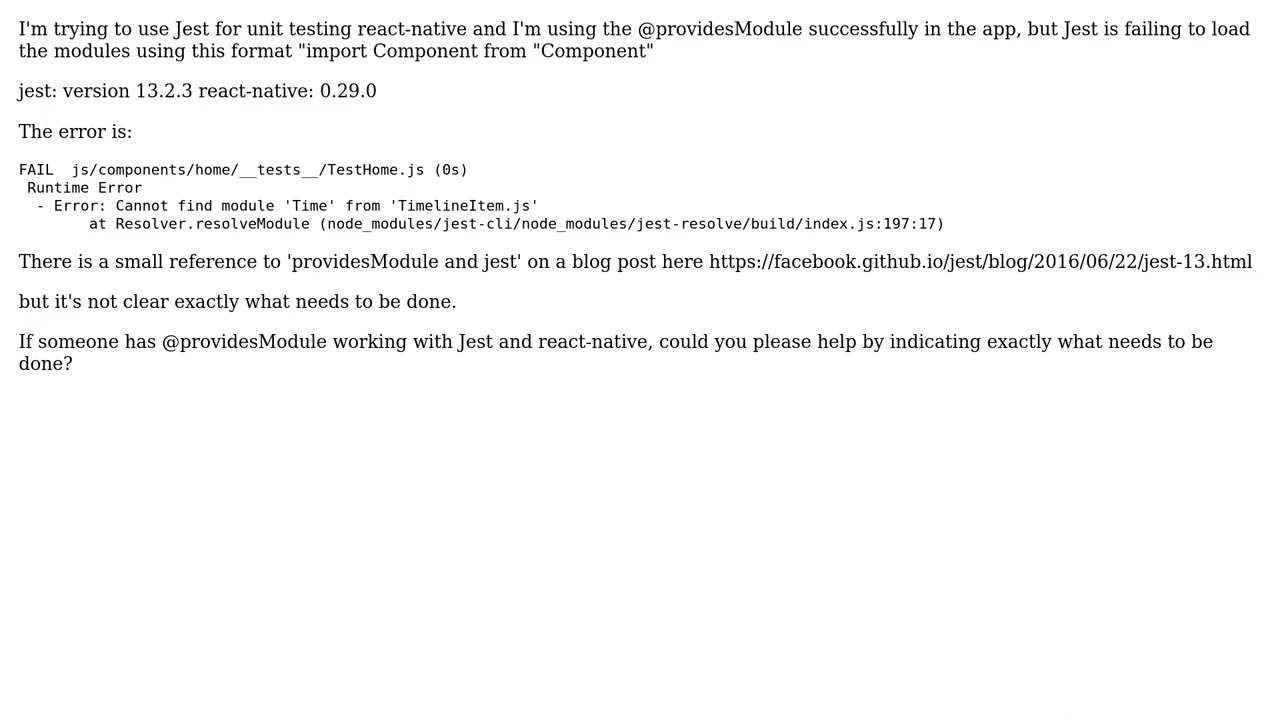 I'm trying to use Jest for unit testing react-native and I'm using the @providesModule successfully in the app, but Jest is failing to load
the modules using this format "import Component from "Component"
jest: version 13.2.3 react-native: 0.29.0
The error is:
FAIL  js/components/home/__tests__/TestHome.js (0s)
 Runtime Error
  - Error: Cannot find module 'Time' from 'TimelineItem.js'
        at Resolver.resolveModule (node_modules/jest-cli/node_modules/jest-resolve/build/index.js:197:17)
There is a small reference to 'providesModule and jest' on a blog post here https://facebook.github.io/jest/blog/2016/06/22/jest-13.html
but it's not clear exactly what needs to be done.
If someone has @providesModule working with Jest and react-native, could you please help by indicating exactly what needs to be
done?